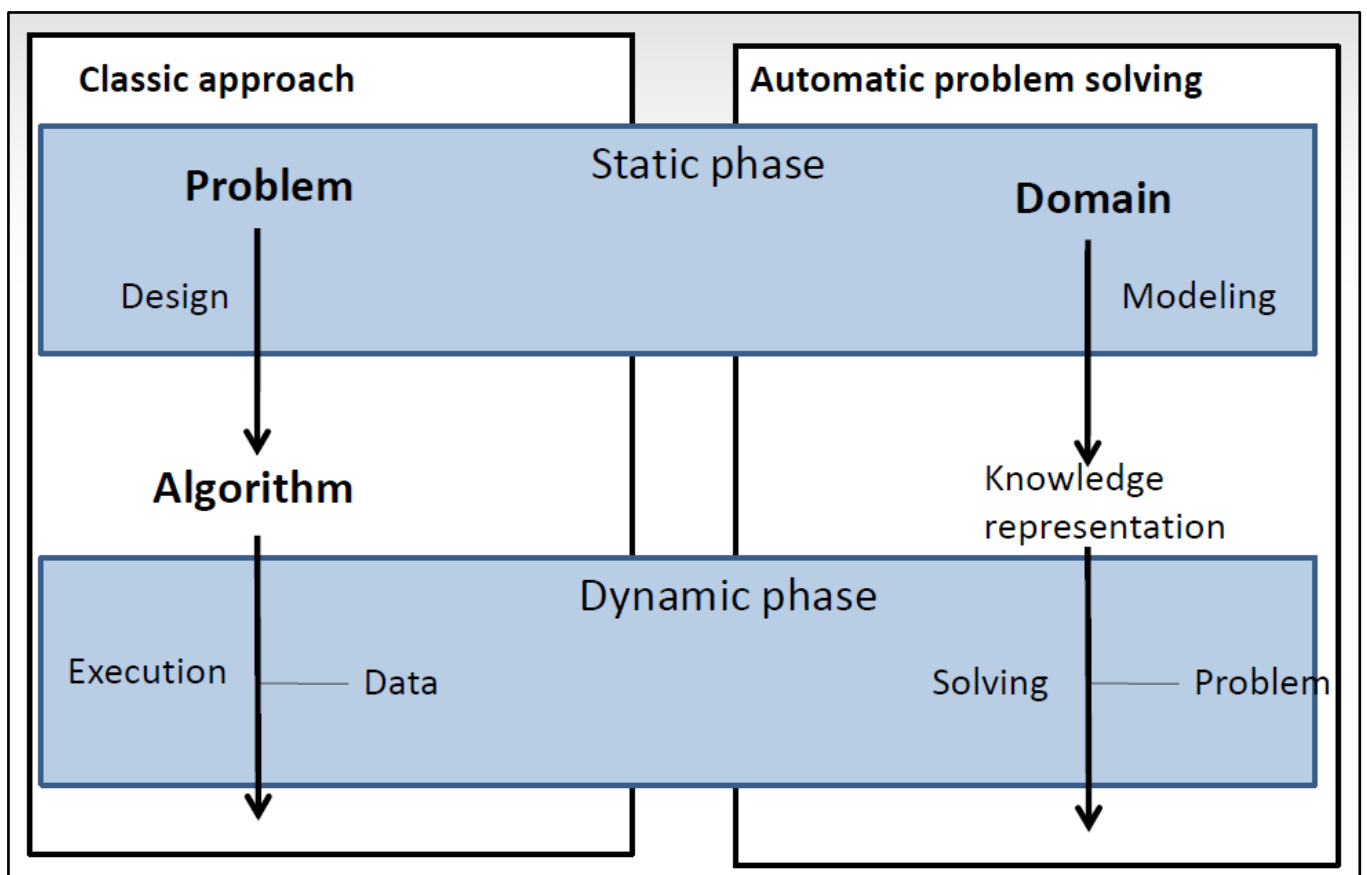 Classic approach
Automatic problem solving
Static phase
Problem
Domain
Design
Modeling
Algorithm
Knowledge
representation
Dynamic phase
Execution
Data
Solving
Problem